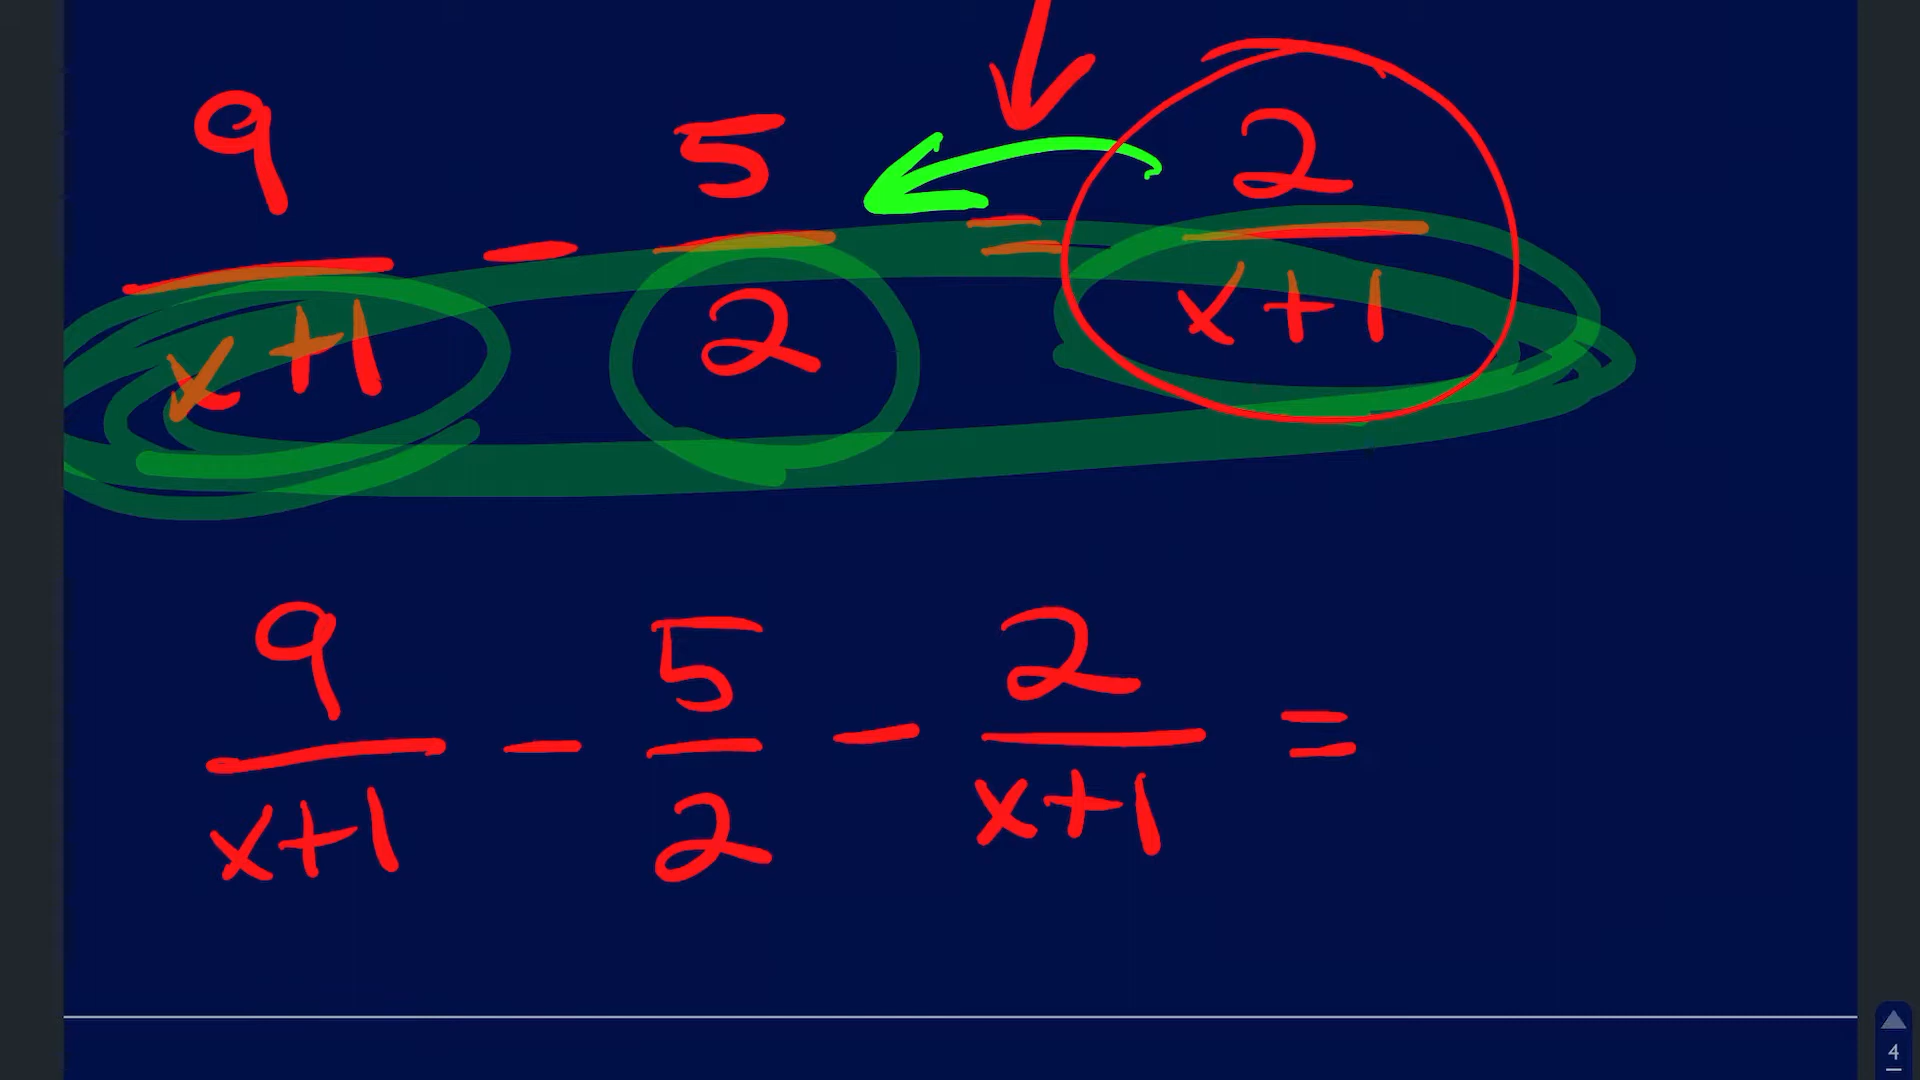 9/(x+1) - 5/2 = 2/(x+1)
9/(x+1) - 5/2 - 2/(x+1) =
4